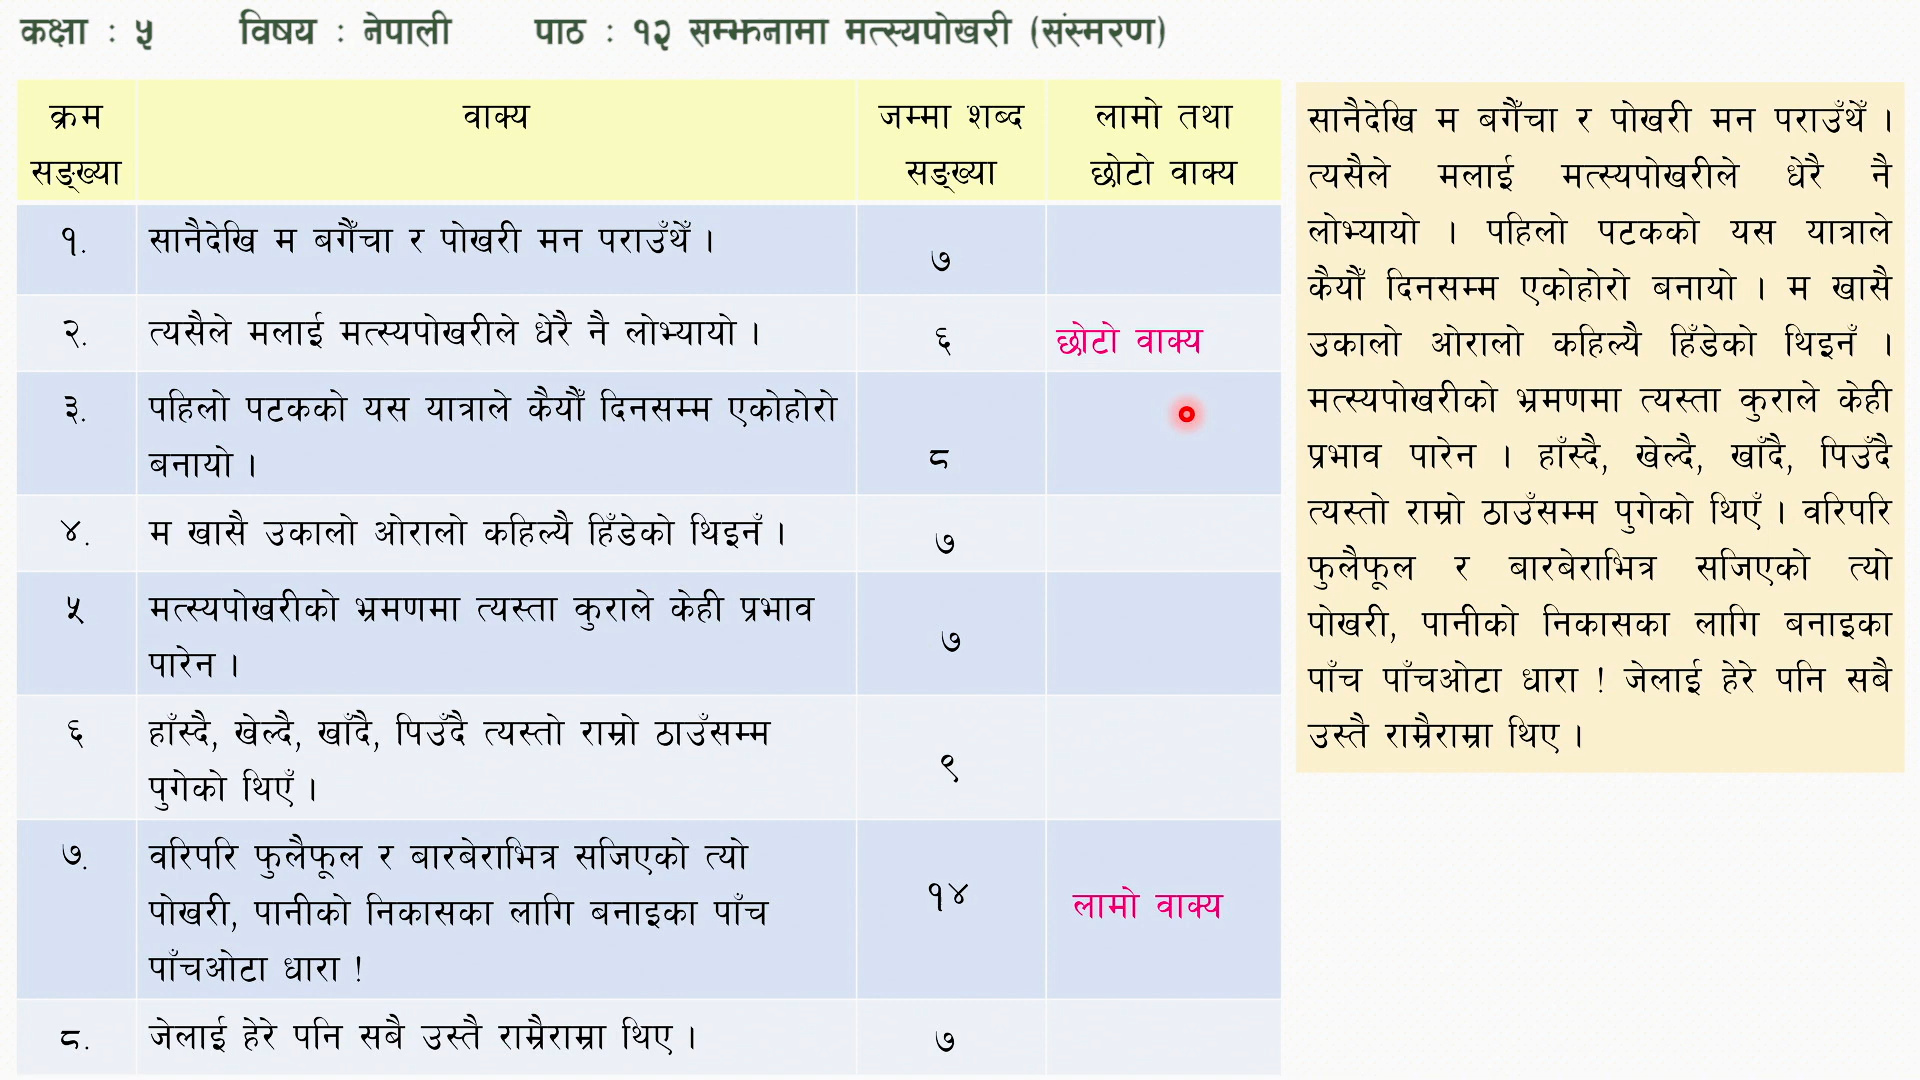 कक्षा : ५ विषय : नेपाली पाठ : १२ सम्झनामा मत्स्यपोखरी (संस्मरण)
क्रम सङ्ख्या
वाक्य
जम्मा शब्द सङ्ख्या
लामो तथा छोटो वाक्य
१.
सानैदेखि म बगैँचा र पोखरी मन पराउँथेँ ।
७
२.
त्यसैले मलाई मत्स्यपोखरीले धेरै नै लोभ्यायो ।
६
छोटो वाक्य
३.
पहिलो पटकको यस यात्राले कैयौँ दिनसम्म एकोहोरो
बनायो ।
८
४.
म खासै उकालो ओरालो कहिल्यै हिँडेको थिइनँ ।
७
५
मत्स्यपोखरीको भ्रमणमा त्यस्ता कुराले केही प्रभाव
पारेन ।
७
६
हाँस्दै, खेल्दै, खाँदै, पिउँदै त्यस्तो राम्रो ठाउँसम्म
पुगेको थिएँ ।
९
७.
वरिपरि फुलैफूल र बारबेराभित्र सजिएको त्यो
पोखरी, पानीको निकासका लागि बनाइका पाँच
पाँचओटा धारा !
१४
लामो वाक्य
८.
जेलाई हेरे पनि सबै उस्तै राम्रैराम्रा थिए ।
७
सानैदेखि म बगैँचा र पोखरी मन पराउँथेँ ।
त्यसैले मलाई मत्स्यपोखरीले धेरै नै
लोभ्यायो । पहिलो पटकको यस यात्राले
कैयौँ दिनसम्म एकोहोरो बनायो । म खासै
उकालो ओरालो कहिल्यै हिँडेको थिइनँ ।
मत्स्यपोखरीको भ्रमणमा त्यस्ता कुराले केही
प्रभाव पारेन । हाँस्दै, खेल्दै, खाँदै, पिउँदै
त्यस्तो राम्रो ठाउँसम्म पुगेको थिएँ । वरिपरि
फुलैफूल र बारबेराभित्र सजिएको त्यो
पोखरी, पानीको निकासका लागि बनाइका
पाँच पाँचओटा धारा ! जेलाई हेरे पनि सबै
उस्तै राम्रैराम्रा थिए ।